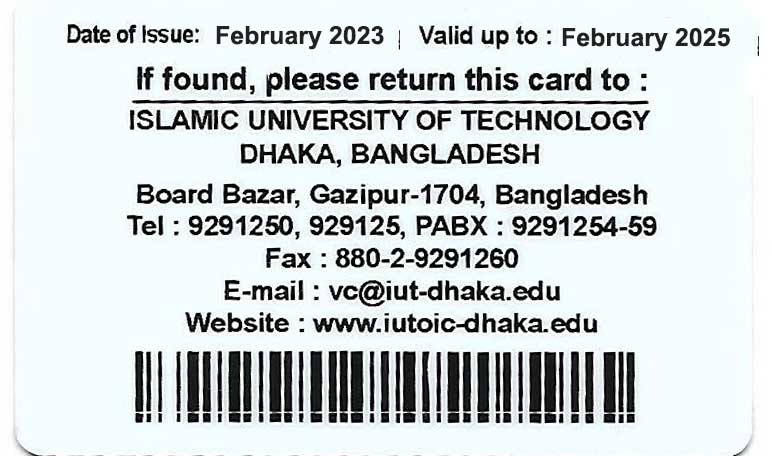 Date of Issue: February 2023 | Valid up to : February 2025
If found, please return this card to :
ISLAMIC UNIVERSITY OF TECHNOLOGY
DHAKA, BANGLADESH
Board Bazar, Gazipur-1704, Bangladesh
Tel : 9291250, 929125, PABX : 9291254-59
Fax : 880-2-9291260
E-mail : vc@iut-dhaka.edu
Website : www.iutoic-dhaka.edu